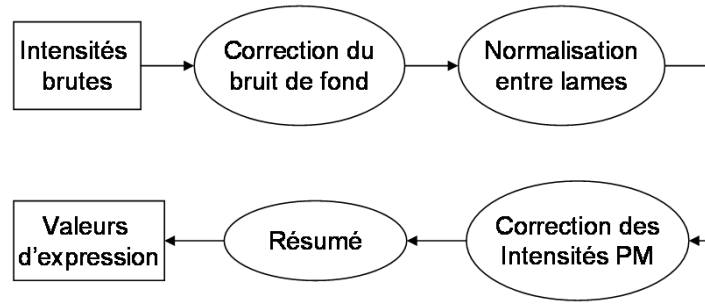 Intensités
brutes
Correction du
bruit de fond
Normalisation
entre lames
Valeurs
d'expression
Résumé
Correction des
Intensités PM